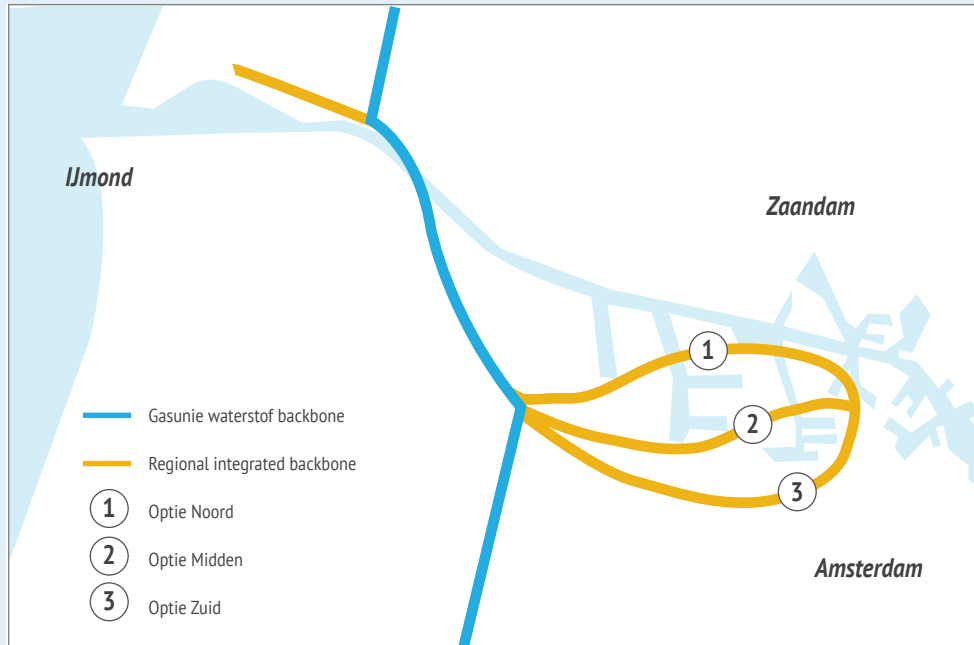 IJmond
Zaandam
1
2
3
Amsterdam
Gasunie waterstof backbone
Regional integrated backbone
1 Optie Noord
2 Optie Midden
3 Optie Zuid